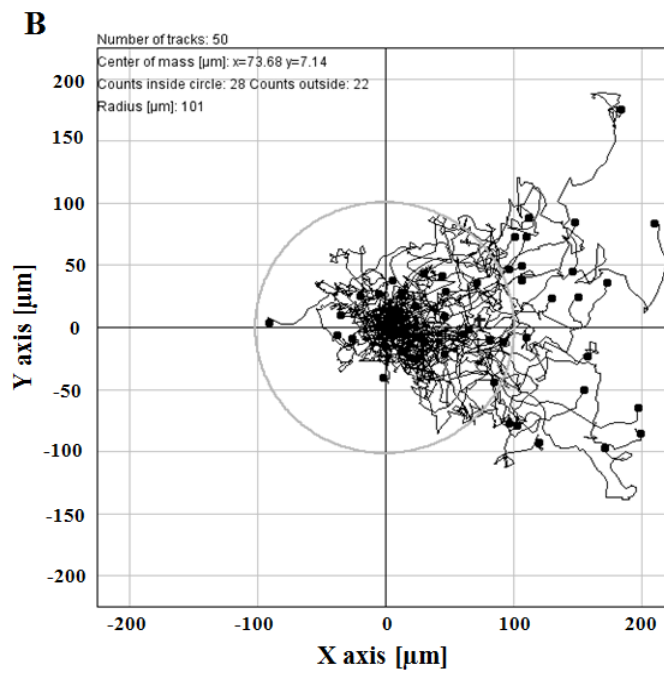 B
Number of tracks: 50
Center of mass [µm]: x=73.68 y=7.14
Counts inside circle: 28 Counts outside: 22
Radius [µm]: 101
200
150
100
50
0
-50
-100
-150
-200
Y axis [µm]
-200 -100 0 100 200
X axis [µm]